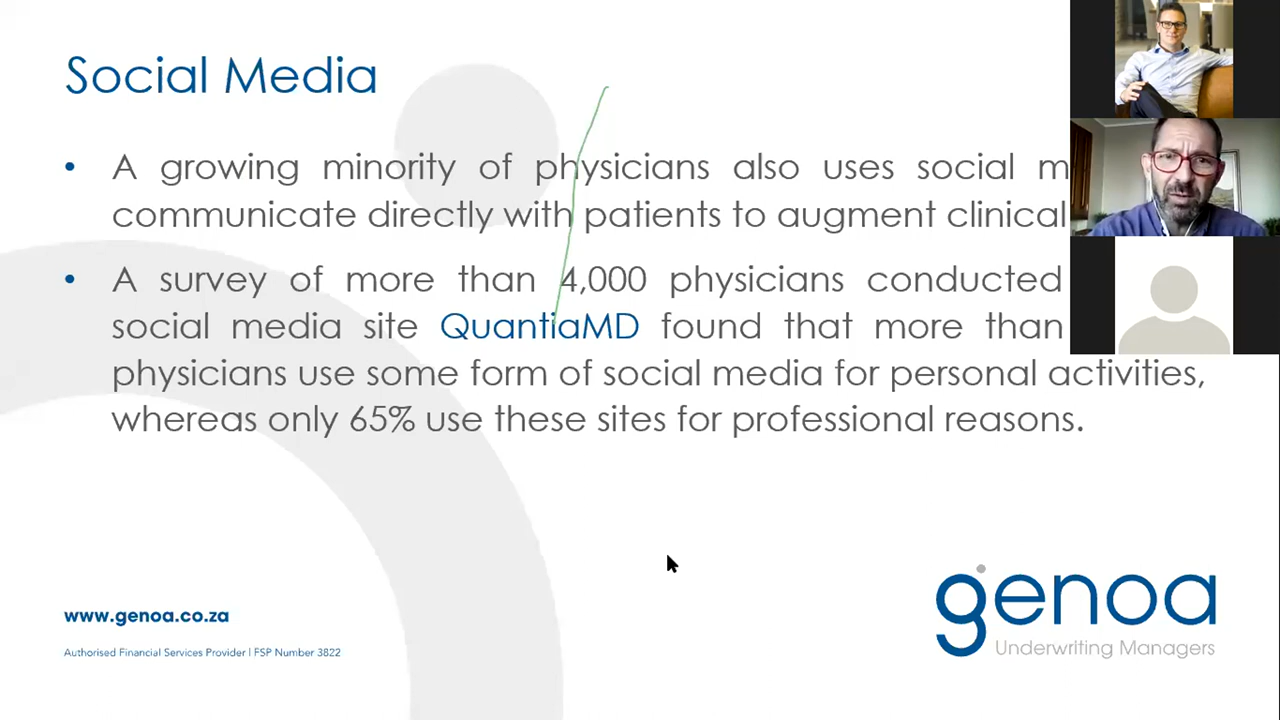 Social Media
• A growing minority of physicians also uses social m
communicate directly with patients to augment clinical
• A survey of more than 4,000 physicians conducted
social media site QuantiaMD found that more than
physicians use some form of social media for personal activities,
whereas only 65% use these sites for professional reasons.
www.genoa.co.za
Authorised Financial Services Provider | FSP Number 3822
genoa
Underwriting Managers